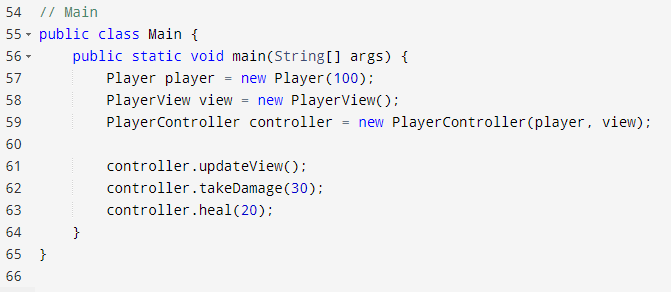 54 // Main
55 public class Main {
56 public static void main(String[] args) {
57 Player player = new Player(100);
58 PlayerView view = new PlayerView();
59 PlayerController controller = new PlayerController(player, view);
60
61 controller.updateView();
62 controller.takeDamage(30);
63 controller.heal(20);
64 }
65 }
66